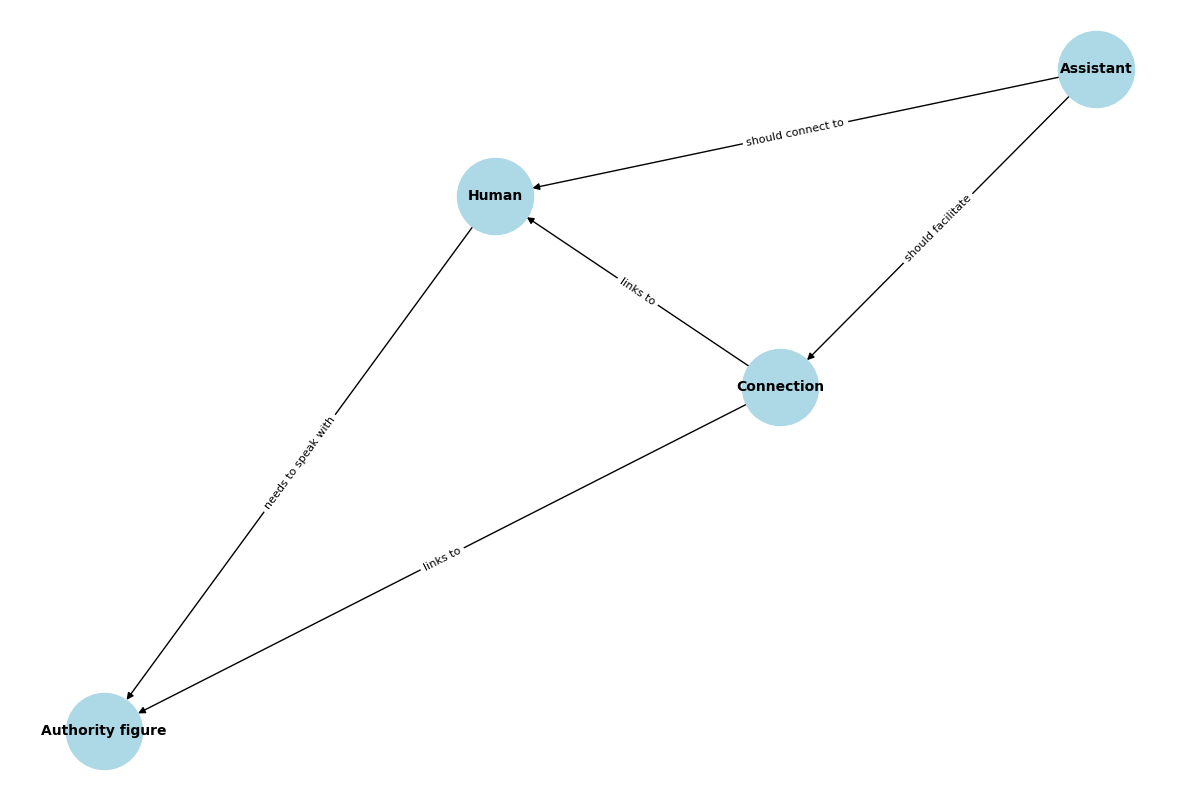 Assistant
should connect to
Human
should facilitate
links to
Connection
needs to speak with
links to
Authority figure